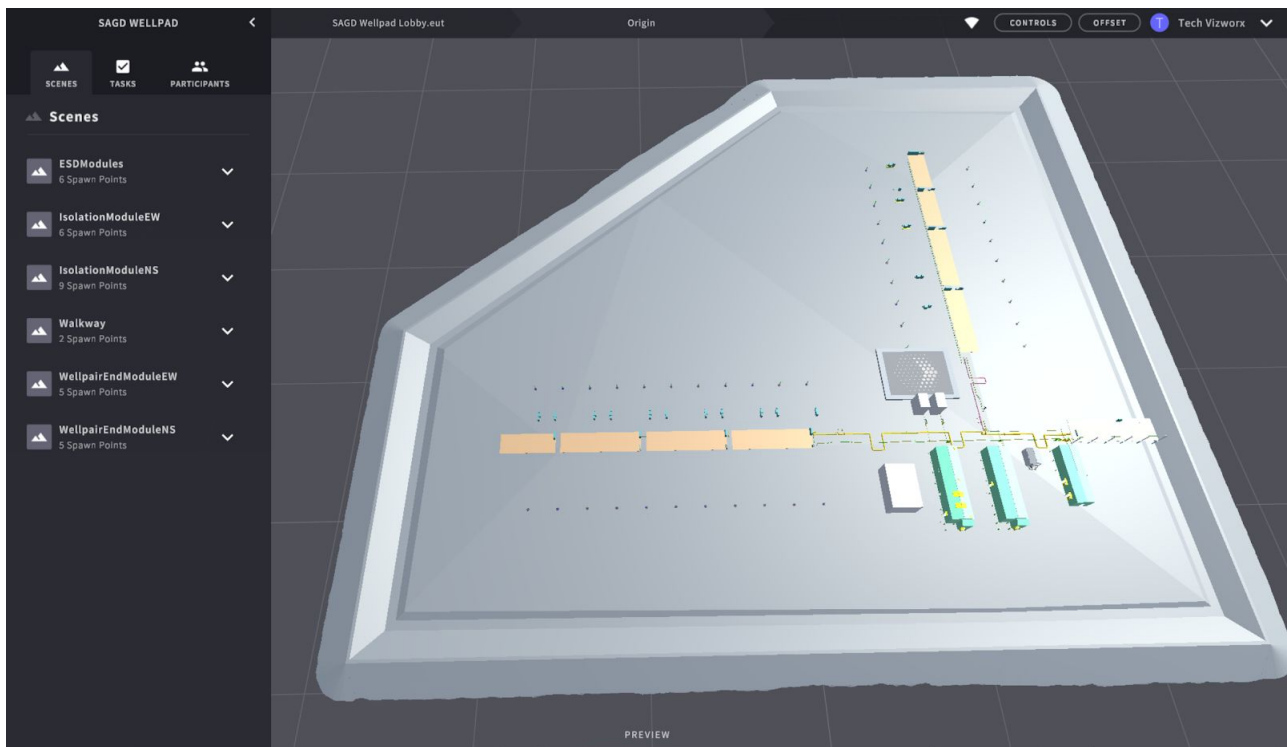 SAGD WELLPAD
SAGD Wellpad Lobby.eut
Origin
CONTROLS
OFFSET
T
Tech Vizworx
SCENES
TASKS
PARTICIPANTS
Scenes
ESDModules
6 Spawn Points
IsolationModuleEW
6 Spawn Points
IsolationModuleNS
9 Spawn Points
Walkway
2 Spawn Points
WellpairEndModuleEW
5 Spawn Points
WellpairEndModuleNS
5 Spawn Points
PREVIEW